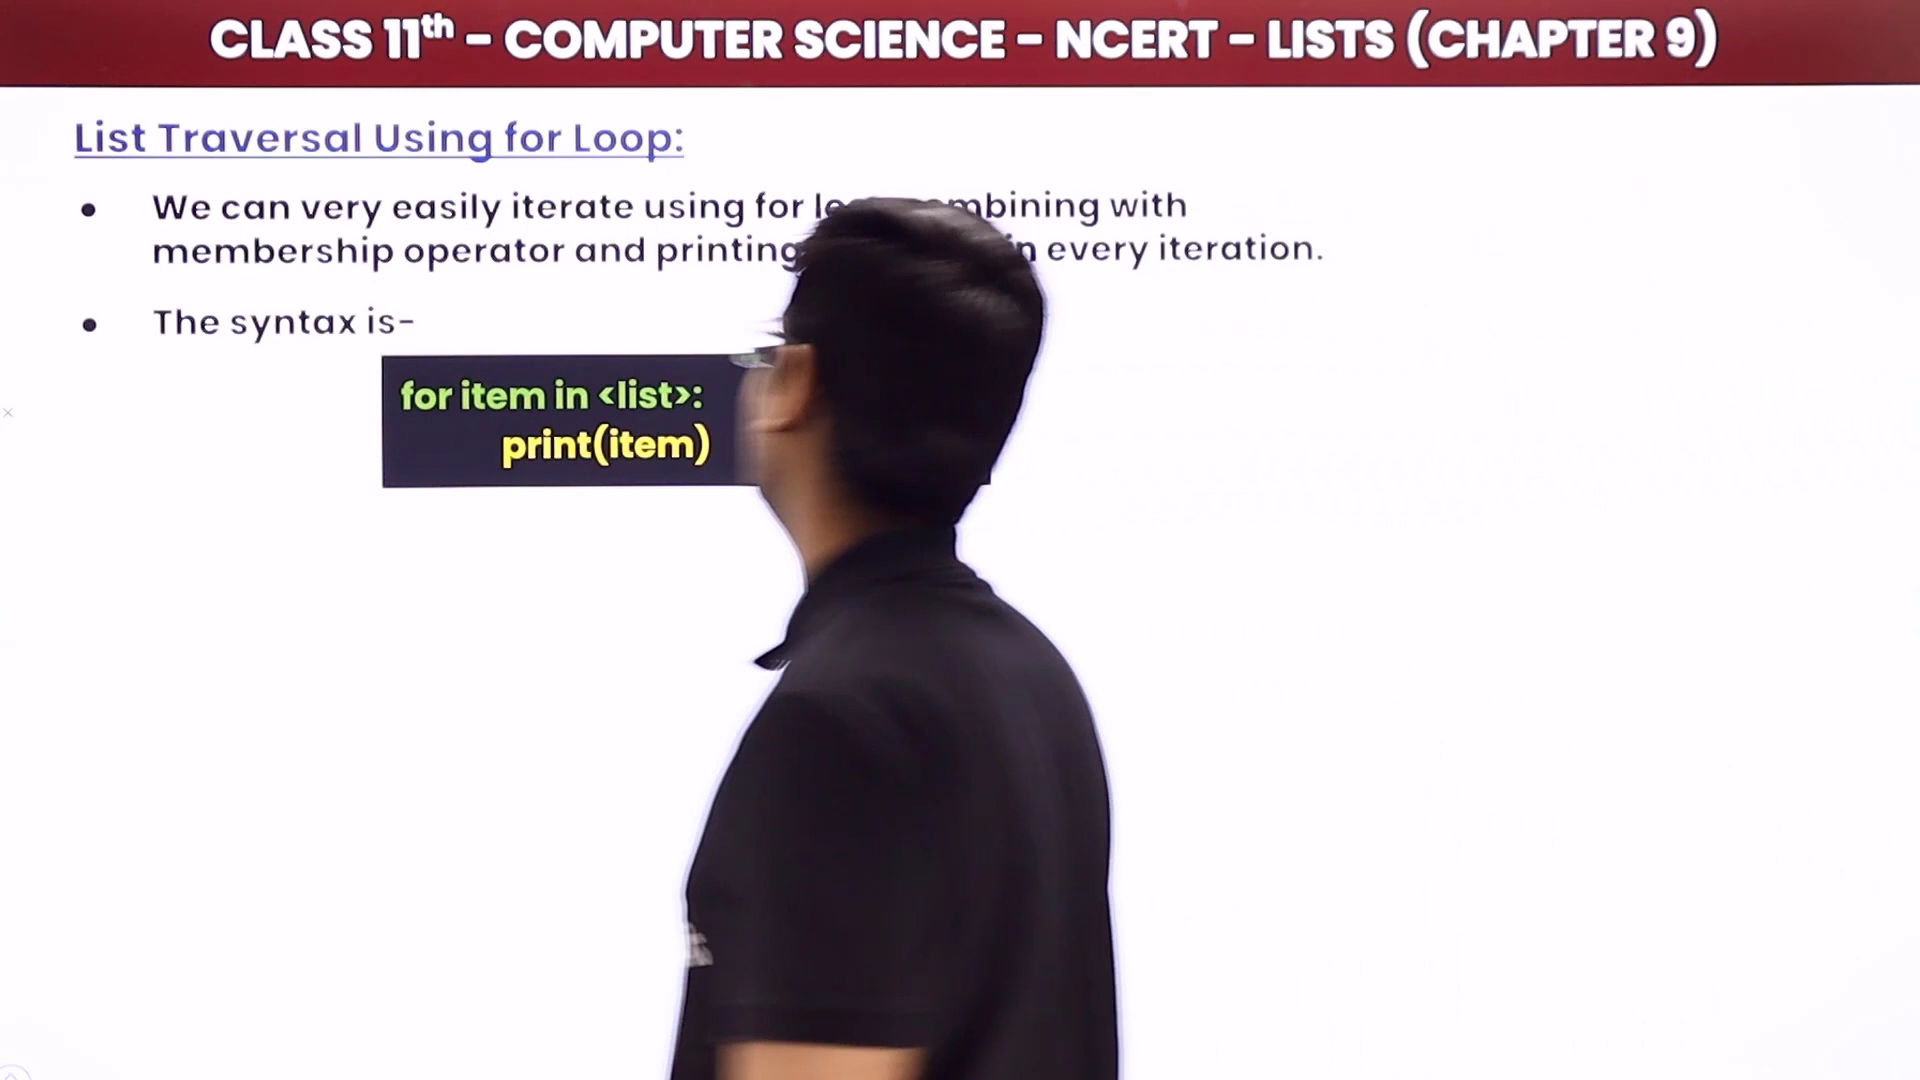 CLASS 11th - COMPUTER SCIENCE - NCERT - LISTS (CHAPTER 9)
List Traversal Using for Loop:
• We can very easily iterate using for with
membership operator and printing every iteration.
• The syntax is-
for item in <list>:
print(item)